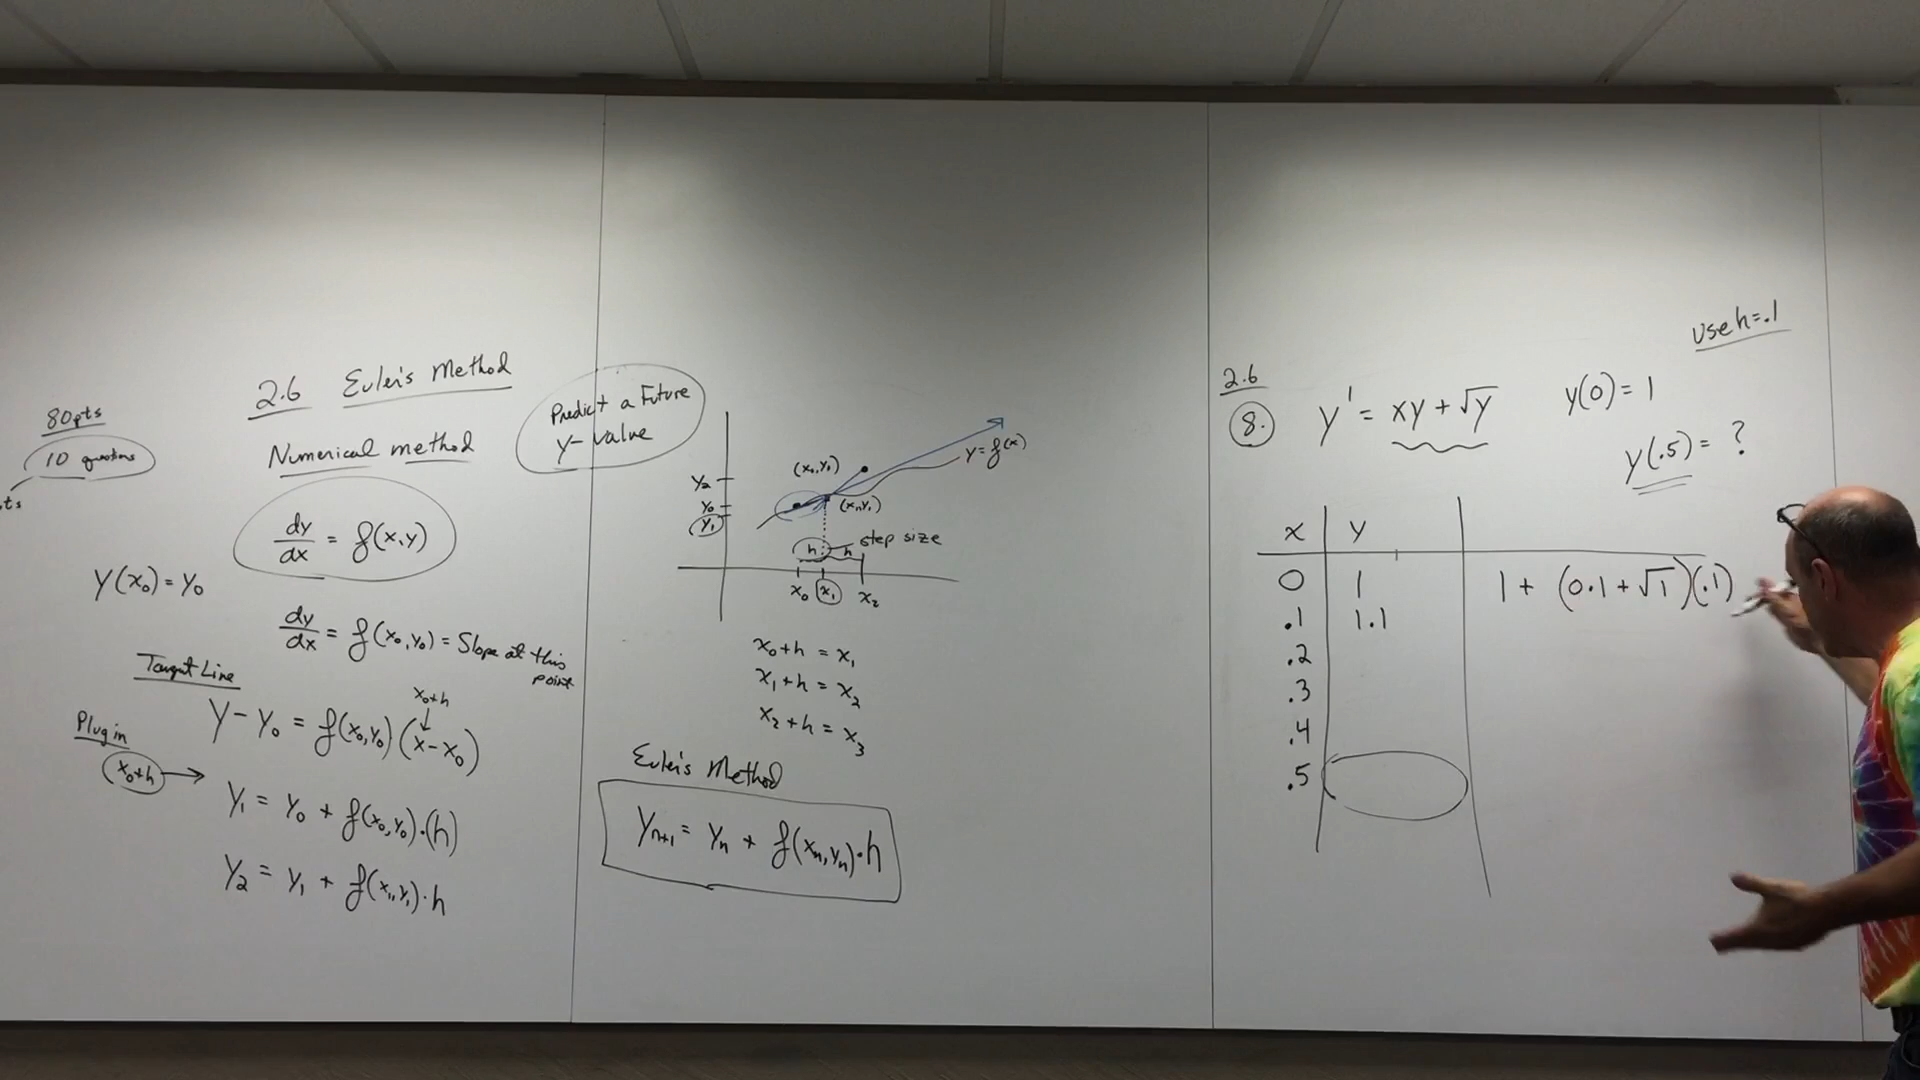 80pts
10 questions
ts
2.6 Euler's Method
Numerical method
Predict a Future
y-value
dy/dx = f(x,y)
y(x₀) = y₀
dy/dx = f(x₀, y₀) = Slope at this
point
Tangent Line
x₀+h
↓
y - y₀ = f(x₀,y₀)(x - x₀)
Plug in
x₀+h →
y₁ = y₀ + f(x₀,y₀)·(h)
y₂ = y₁ + f(x₁,y₁)·h
y = f(x)
(x₀,y₀)
y₂
y₀
y₁
(x₁,y₁)
h h step size
x₀ x₁ x₂
x₀ + h = x₁
x₁ + h = x₂
x₂ + h = x₃
Euler's Method
yₙ₊₁ = yₙ + f(xₙ,yₙ)·h
Use h=.1
2.6
8. y' = xy + √y y(0) = 1
y(.5) = ?
x y
0 1 1 + (0·1 + √1)(.1)
.1 1.1
.2
.3
.4
.5